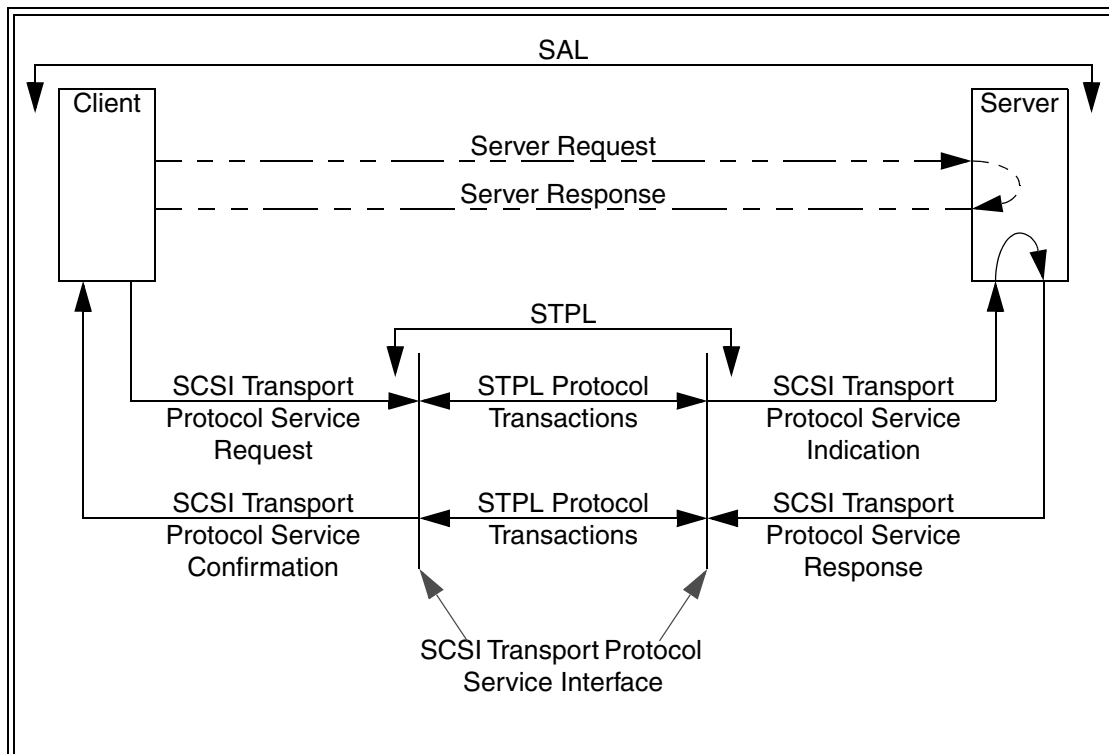 SAL
Client
Server
Server Request
Server Response
STPL
SCSI Transport
Protocol Service
Request
STPL Protocol
Transactions
SCSI Transport
Protocol Service
Indication
SCSI Transport
Protocol Service
Confirmation
STPL Protocol
Transactions
SCSI Transport
Protocol Service
Response
SCSI Transport Protocol
Service Interface